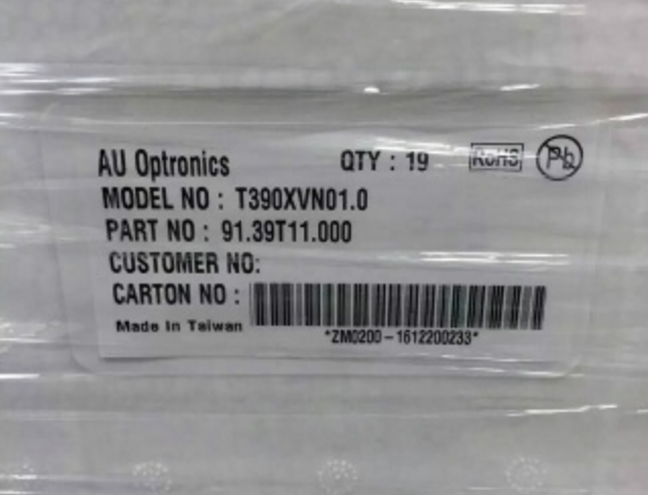 AU Optronics QTY : 19 RoHS Pb
MODEL NO : T390XVN01.0
PART NO : 91.39T11.000
CUSTOMER NO:
CARTON NO :
Made In Taiwan
*ZM0200-1612200233*